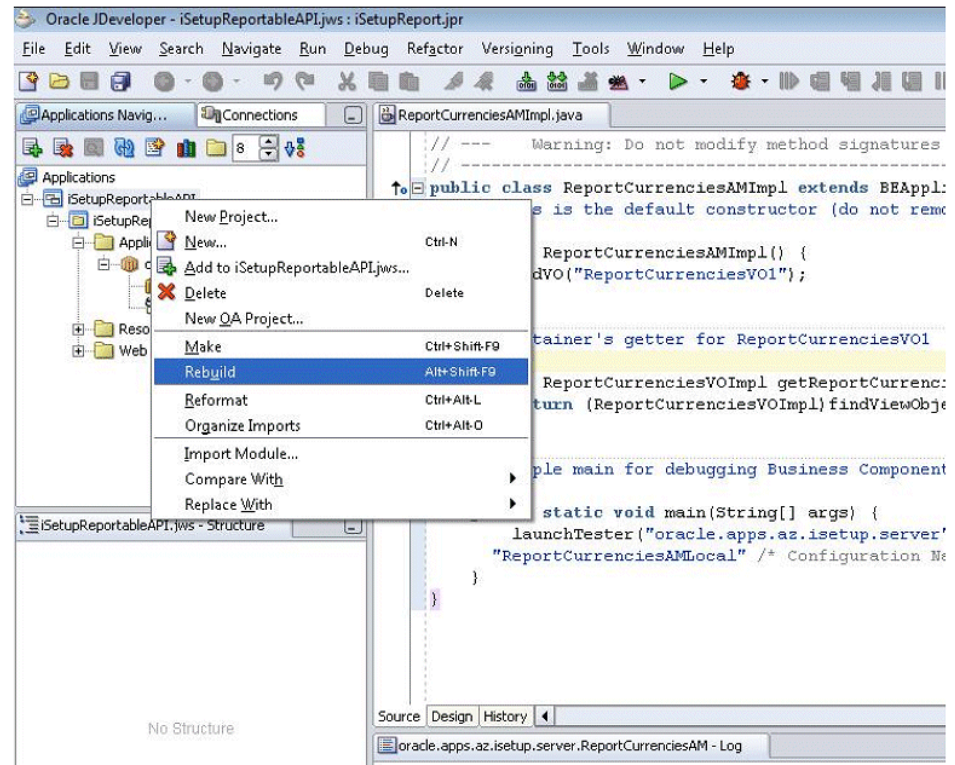 Oracle JDeveloper - iSetupReportableAPI.jws : iSetupReport.jpr
File Edit View Search Navigate Run Debug Refactor Versioning Tools Window Help
Applications Navig...
Connections
8
Applications
iSetupReportableAPI
iSetupRep
Appli
Reso
Web
New Project...
New... Ctrl-N
Add to iSetupReportableAPI.jws...
Delete Delete
New QA Project...
Make Ctrl+Shift-F9
Rebuild Alt+Shift-F9
Reformat Ctrl+Alt-L
Organize Imports Ctrl+Alt-O
Import Module...
Compare With
Replace With
iSetupReportableAPI.jws - Structure
No Structure
ReportCurrenciesAMImpl.java
// --- Warning: Do not modify method signatures
// ---
public class ReportCurrenciesAMImpl extends BEAppli
s is the default constructor (do not remo
ReportCurrenciesAMImpl() {
dVO("ReportCurrenciesVO1");
tainer's getter for ReportCurrenciesVO1
ReportCurrenciesVOImpl getReportCurrenc
turn (ReportCurrenciesVOImpl)findViewObje
ple main for debugging Business Component
static void main(String[] args) {
launchTester("oracle.apps.az.isetup.server"
"ReportCurrenciesAMLocal" /* Configuration Na
}
}
Source Design History
oracle.apps.az.isetup.server.ReportCurrenciesAM - Log